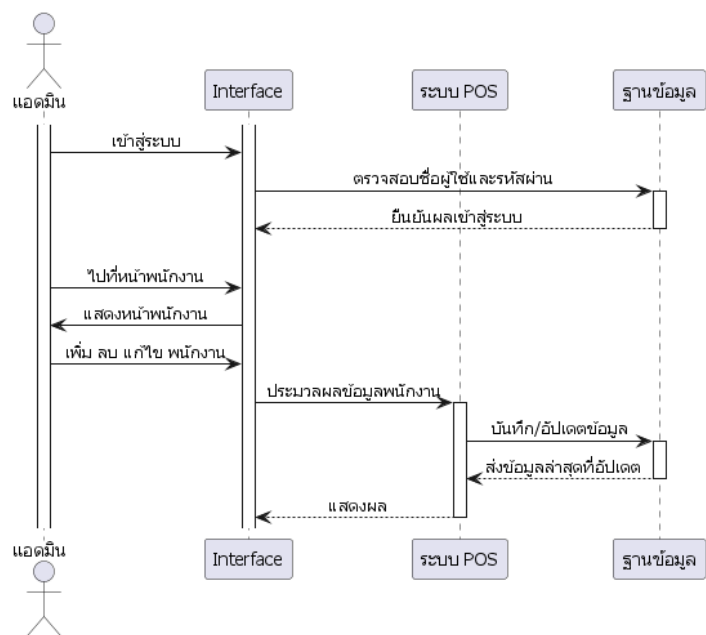 แอดมิน
Interface
ระบบ POS
ฐานข้อมูล
เข้าสู่ระบบ
ตรวจสอบชื่อผู้ใช้และรหัสผ่าน
ยืนยันผลเข้าสู่ระบบ
ไปที่หน้าพนักงาน
แสดงหน้าพนักงาน
เพิ่ม ลบ แก้ไข พนักงาน
ประมวลผลข้อมูลพนักงาน
บันทึก/อัปเดตข้อมูล
ส่งข้อมูลล่าสุดที่อัปเดต
แสดงผล
แอดมิน
Interface
ระบบ POS
ฐานข้อมูล